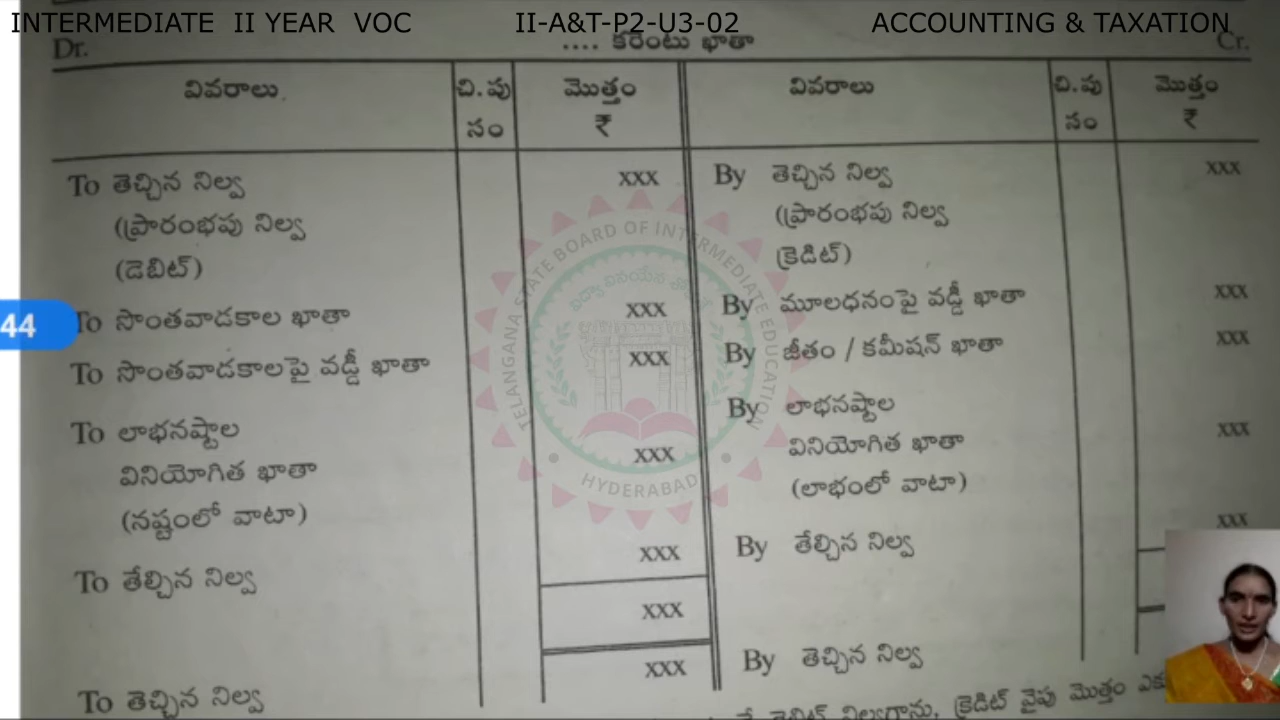 INTERMEDIATE II YEAR VOC II-A&T-P2-U3-02 ACCOUNTING & TAXATION
Dr. .... కరెంటు ఖాతా Cr.
వివరాలు. చి.పు మొత్తం వివరాలు చి.పు మొత్తం
సం ₹ సం ₹
To తెచ్చిన నిల్వ xxx By తెచ్చిన నిల్వ xxx
(ప్రారంభపు నిల్వ (ప్రారంభపు నిల్వ
(డెబిట్) క్రెడిట్)
44
To సొంతవాడకాల ఖాతా xxx By మూలధనంపై వడ్డీ ఖాతా xxx
To సొంతవాడకాలపై వడ్డీ ఖాతా xxx By జీతం / కమీషన్ ఖాతా xxx
To లాభనష్టాల By లాభనష్టాల
వినియోగిత ఖాతా xxx వినియోగిత ఖాతా xxx
(నష్టంలో వాటా) (లాభంలో వాటా)
To తేల్చిన నిల్వ xxx By తేల్చిన నిల్వ xxx
xxx
To తెచ్చిన నిల్వ xxx By తెచ్చిన నిల్వ
డెబిట్ నిల్వగాను, క్రెడిట్ వైపు మొత్తం
TELANGANA STATE BOARD OF INTERMEDIATE EDUCATION
HYDERABAD